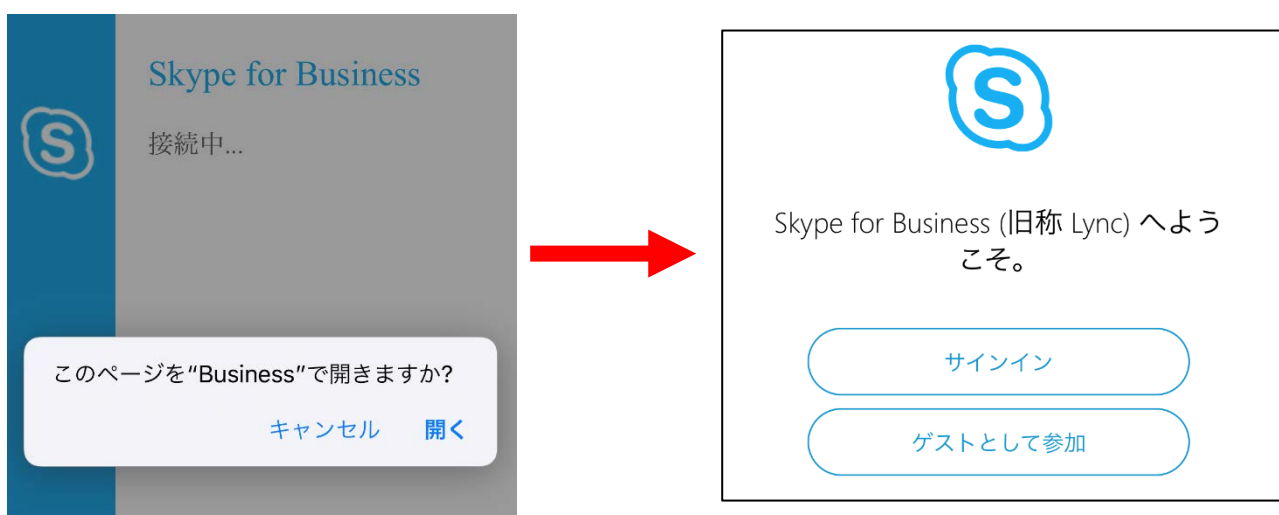 Skype for Business
接続中...
このページを“Business”で開きますか?
キャンセル 開く
Skype for Business (旧称 Lync) へよう
こそ。
サインイン
ゲストとして参加